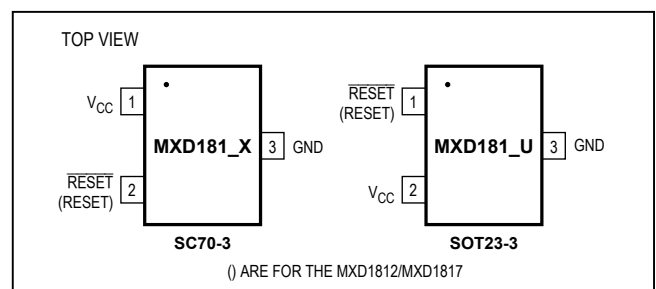 TOP VIEW
VCC 1
RESET
(RESET) 2
MXD181_X
3 GND
SC70-3
RESET
(RESET) 1
VCC 2
MXD181_U
3 GND
SOT23-3
() ARE FOR THE MXD1812/MXD1817